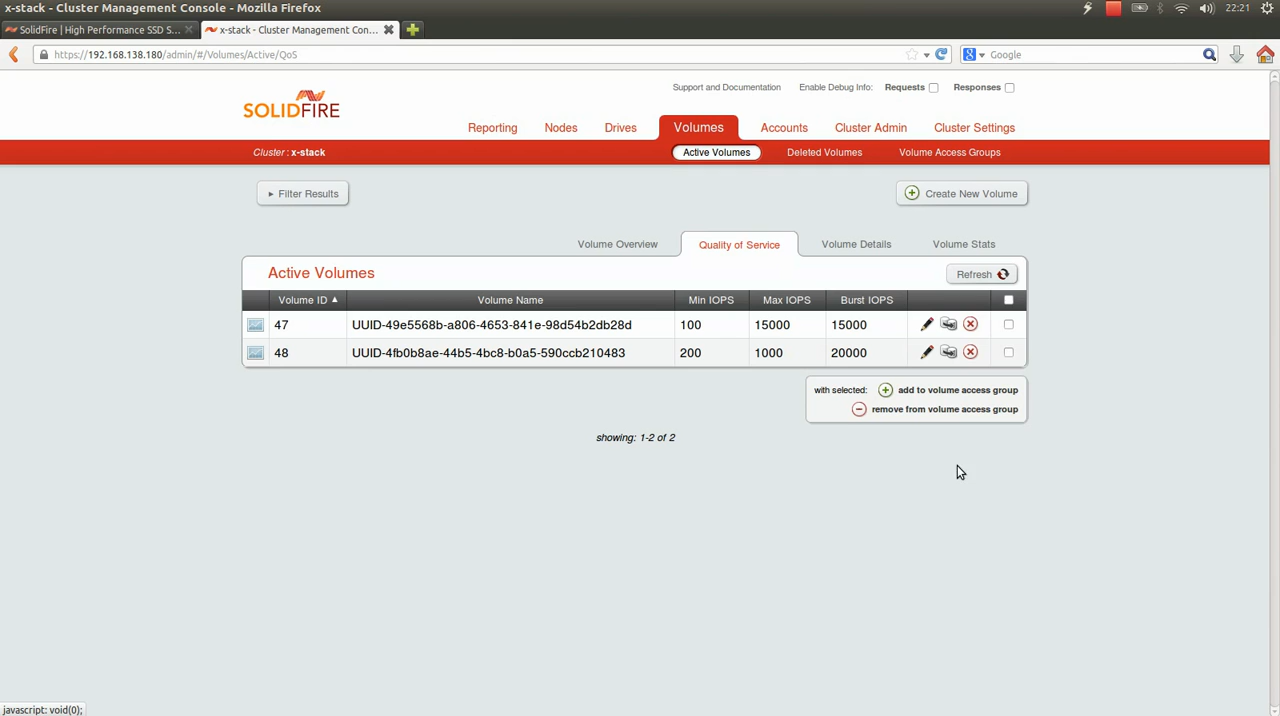 x-stack - Cluster Management Console - Mozilla Firefox
22:21
SolidFire | High Performance SSD S...
x-stack - Cluster Management Con...
https://192.168.138.180/admin/#/Volumes/Active/QoS
Google
SOLIDFIRE
Support and Documentation Enable Debug Info: Requests Responses
Reporting Nodes Drives Volumes Accounts Cluster Admin Cluster Settings
Cluster : x-stack
Active Volumes Deleted Volumes Volume Access Groups
Filter Results
Create New Volume
Volume Overview Quality of Service Volume Details Volume Stats
Active Volumes
Refresh
Volume ID ▲ Volume Name Min IOPS Max IOPS Burst IOPS
47 UUID-49e5568b-a806-4653-841e-98d54b2db28d 100 15000 15000
48 UUID-4fb0b8ae-44b5-4bc8-b0a5-590ccb210483 200 1000 20000
with selected: add to volume access group
remove from volume access group
showing: 1-2 of 2
javascript: void(0);